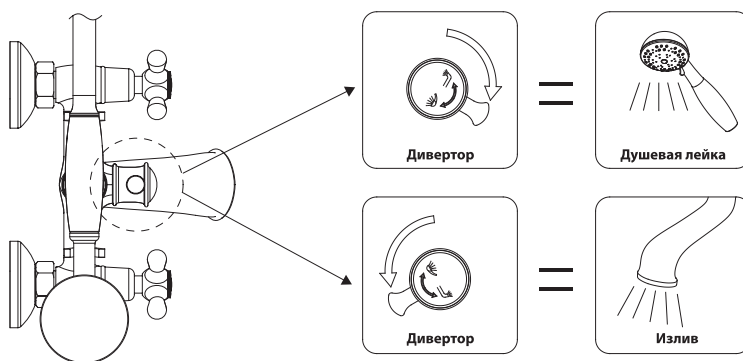 Дивертор
Душевая лейка
Дивертор
Излив